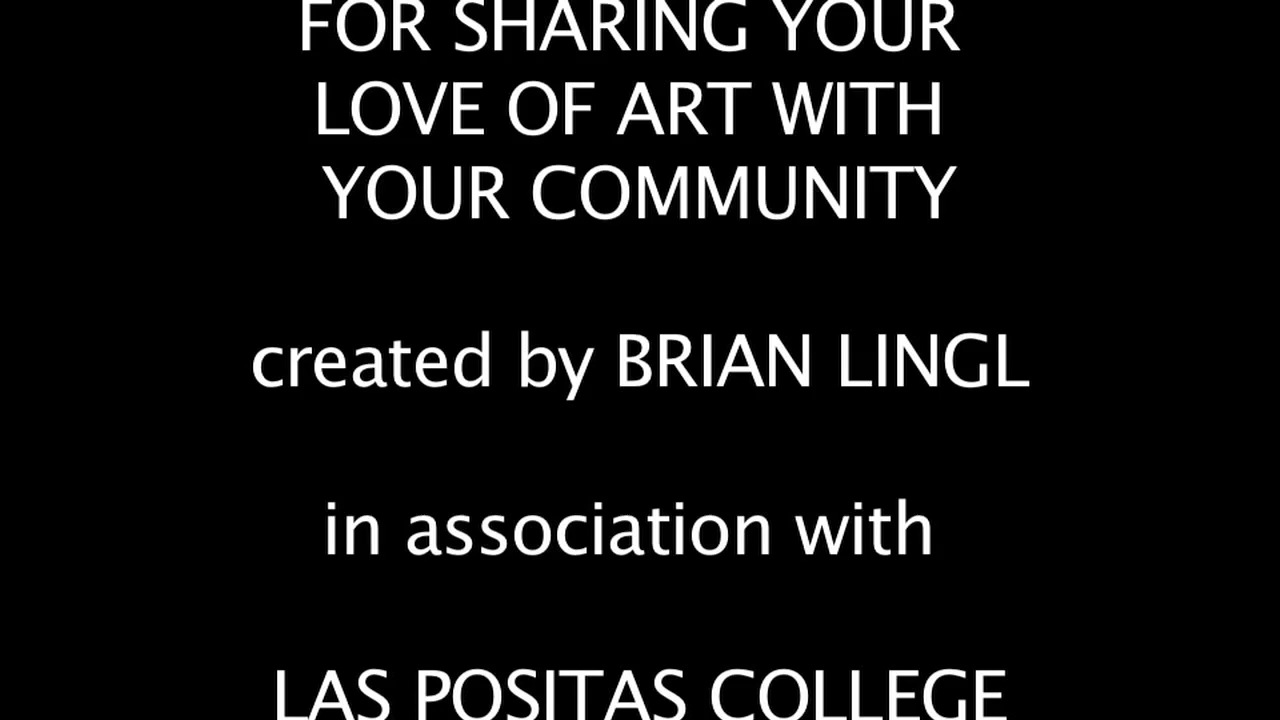 FOR SHARING YOUR
LOVE OF ART WITH
YOUR COMMUNITY
created by BRIAN LINGL
in association with
LAS POSITAS COLLEGE